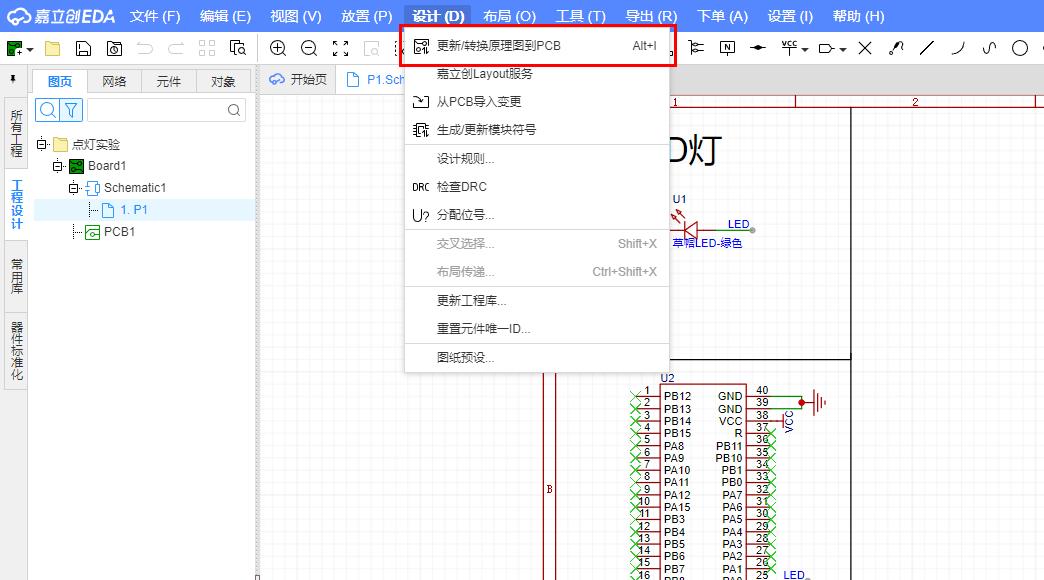 嘉立创EDA 文件 (F) 编辑 (E) 视图 (V) 放置 (P) 设计 (D) 布局 (O) 工具 (T) 导出 (R) 下单 (A) 设置 (I) 帮助 (H)
更新/转换原理图到PCB Alt+I
嘉立创Layout服务
从PCB导入变更
生成/更新模块符号
设计规则...
DRC 检查DRC
U? 分配位号...
交叉选择... Shift+X
布局传递... Ctrl+Shift+X
更新工程库...
重置元件唯一ID...
图纸预设...
N
VCC
图页 网络 元件 对象
开始页 P1.Sch
所有工程
工程设计
常用库
器件标准化
点灯实验
Board1
Schematic1
1. P1
PCB1
1 2
D灯
U1
LED
草帽LED-绿色
B
U2
1 PB12 GND 40
2 PB13 GND 39
3 PB14 VCC 38
VCC
4 PB15 R 37
5 PA8 PB11 36
6 PA9 PB10 35
7 PA10 PB1 34
8 PA11 PB0 33
9 PA12 PA7 32
10 PA15 PA6 31
11 PB3 PA5 30
12 PB4 PA4 29
13 PB5 PA3 28
14 PB6 PA2 27
15 PB7 PA1 26
16 25
LED